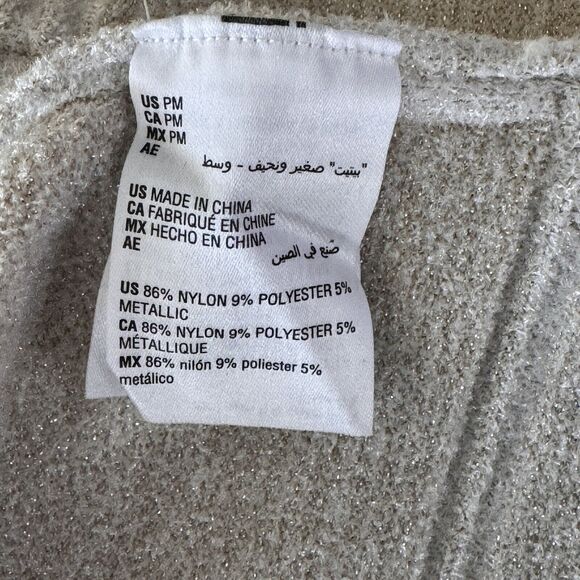 US PM
CA PM
MX PM
AE
"بيتيت" صغير ونحيف - وسط
US MADE IN CHINA
CA FABRIQUÉ EN CHINE
MX HECHO EN CHINA
AE
صُنع في الصين
US 86% NYLON 9% POLYESTER 5%
METALLIC
CA 86% NYLON 9% POLYESTER 5%
MÉTALLIQUE
MX 86% nilón 9% poliester 5%
metálico